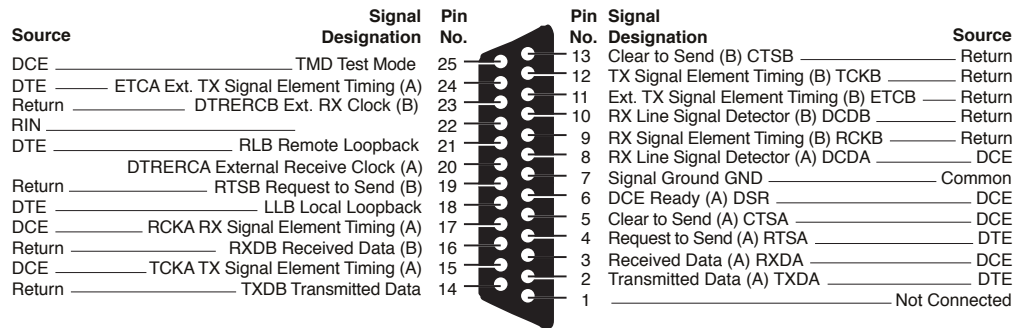 Source Signal Designation Pin No.
DCE TMD Test Mode 25
DTE ETCA Ext. TX Signal Element Timing (A) 24
Return DTRERCB Ext. RX Clock (B) 23
RIN 22
DTE RLB Remote Loopback 21
DTRERCA External Receive Clock (A) 20
Return RTSB Request to Send (B) 19
DTE LLB Local Loopback 18
DCE RCKA RX Signal Element Timing (A) 17
Return RXDB Received Data (B) 16
DCE TCKA TX Signal Element Timing (A) 15
Return TXDB Transmitted Data 14
Pin No. Signal Designation Source
13 Clear to Send (B) CTSB Return
12 TX Signal Element Timing (B) TCKB Return
11 Ext. TX Signal Element Timing (B) ETCB Return
10 RX Line Signal Detector (B) DCDB Return
9 RX Signal Element Timing (B) RCKB Return
8 RX Line Signal Detector (A) DCDA DCE
7 Signal Ground GND Common
6 DCE Ready (A) DSR DCE
5 Clear to Send (A) CTSA DCE
4 Request to Send (A) RTSA DTE
3 Received Data (A) RXDA DCE
2 Transmitted Data (A) TXDA DTE
1 Not Connected